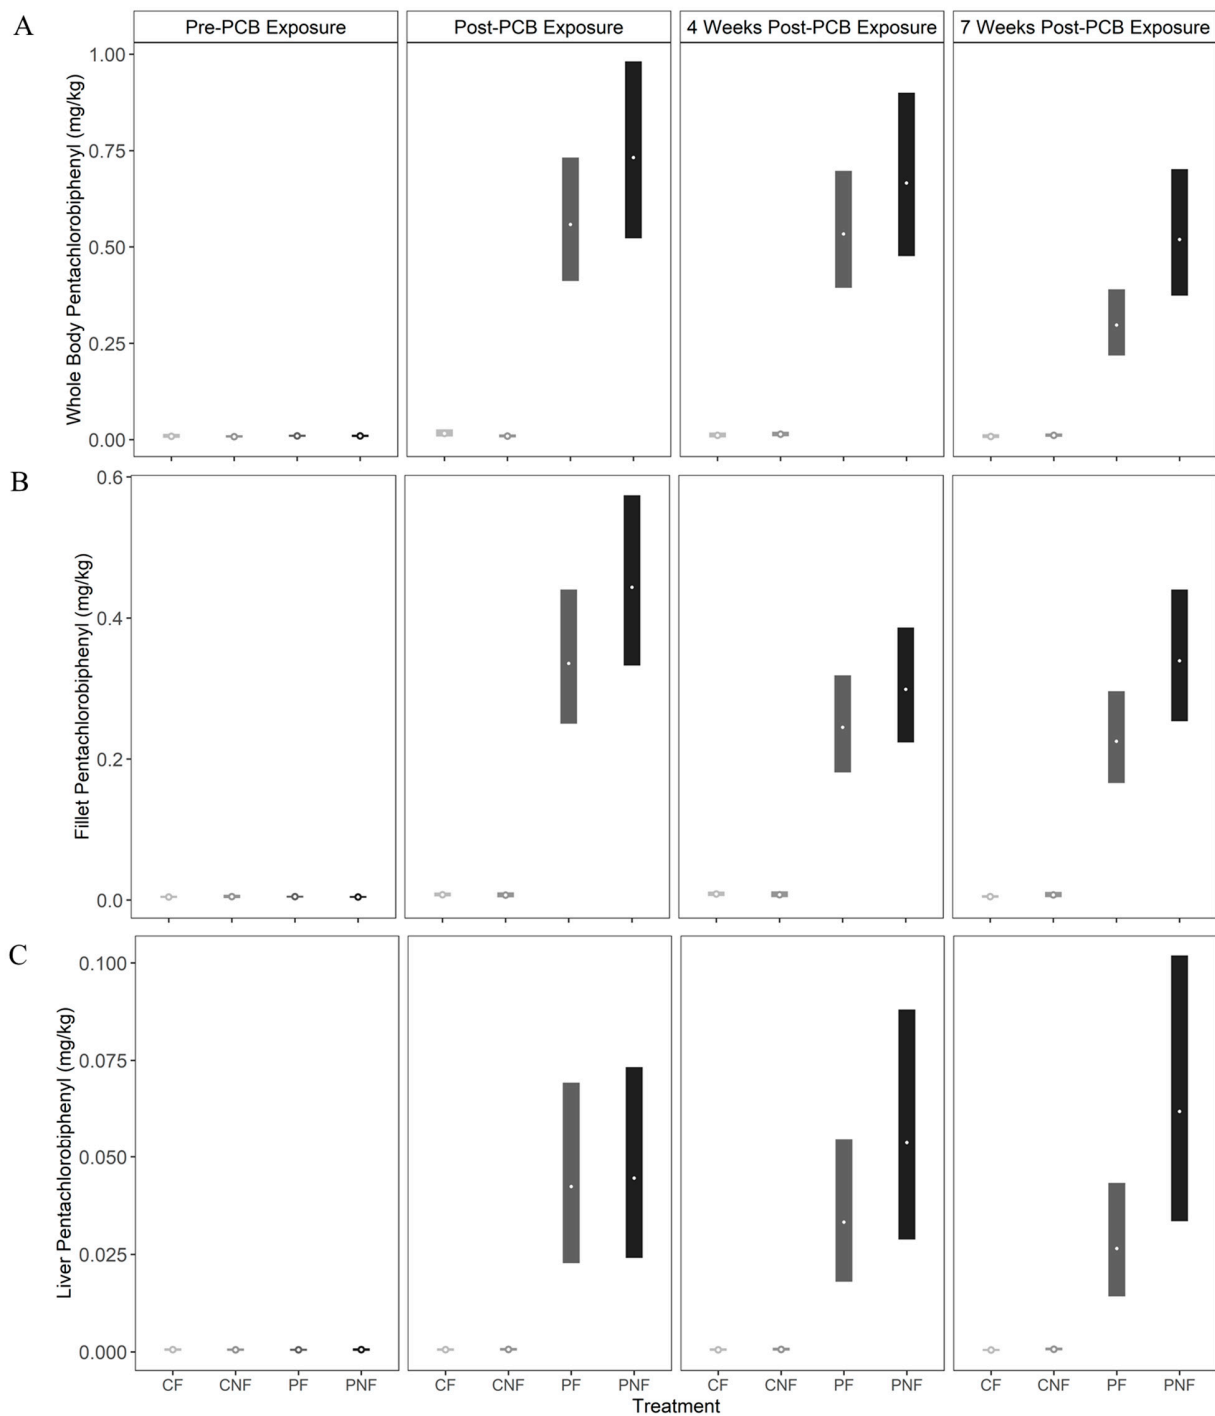 A
Pre-PCB Exposure
Post-PCB Exposure
4 Weeks Post-PCB Exposure
7 Weeks Post-PCB Exposure
Whole Body Pentachlorobiphenyl (mg/kg)
1.00
0.75
0.50
0.25
0.00
B
Fillet Pentachlorobiphenyl (mg/kg)
0.6
0.4
0.2
0.0
C
Liver Pentachlorobiphenyl (mg/kg)
0.100
0.075
0.050
0.025
0.000
CF CNF PF PNF CF CNF PF PNF CF CNF PF PNF CF CNF PF PNF
Treatment